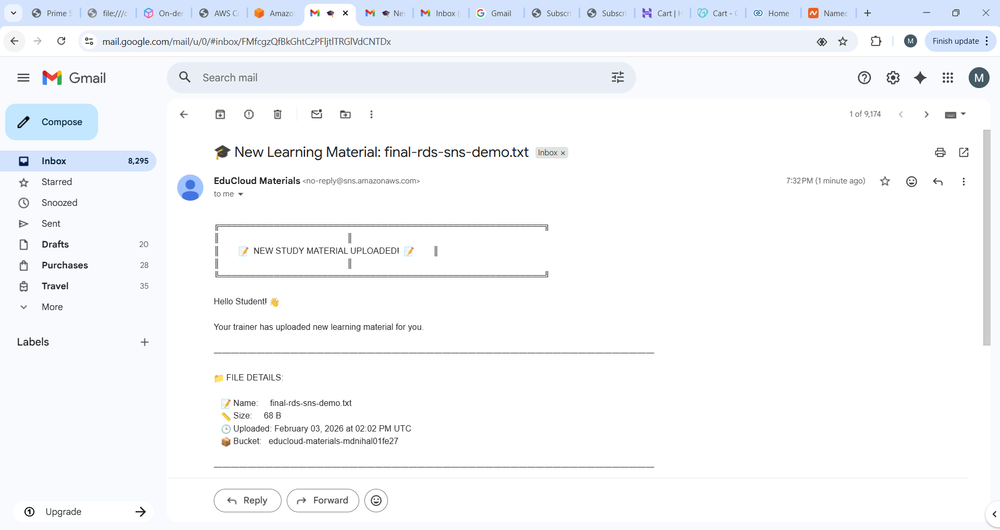 Prime S
file:///c
On-der
AWS Co
Amazo
Nev
Inbox (
Gmail
Subscri
Subscri
Cart | H
Cart - G
Home -
Namec
mail.google.com/mail/u/0/#inbox/FMfcgzQfBkGhtCzPFljtlTRGlVdCNTDx
M
Finish update
Gmail
Search mail
M
Compose
1 of 9,174
Inbox 8,295
Starred
Snoozed
Sent
Drafts 20
Purchases 28
Travel 35
More
Labels
Upgrade
🎓 New Learning Material: final-rds-sns-demo.txt Inbox ×
EduCloud Materials <no-reply@sns.amazonaws.com>
7:32 PM (1 minute ago)
to me
📝 NEW STUDY MATERIAL UPLOADED! 📝
Hello Student! 👋
Your trainer has uploaded new learning material for you.
📁 FILE DETAILS:
📝 Name: final-rds-sns-demo.txt
📏 Size: 68 B
🕒 Uploaded: February 03, 2026 at 02:02 PM UTC
📦 Bucket: educloud-materials-mdnihal01fe27
Reply
Forward